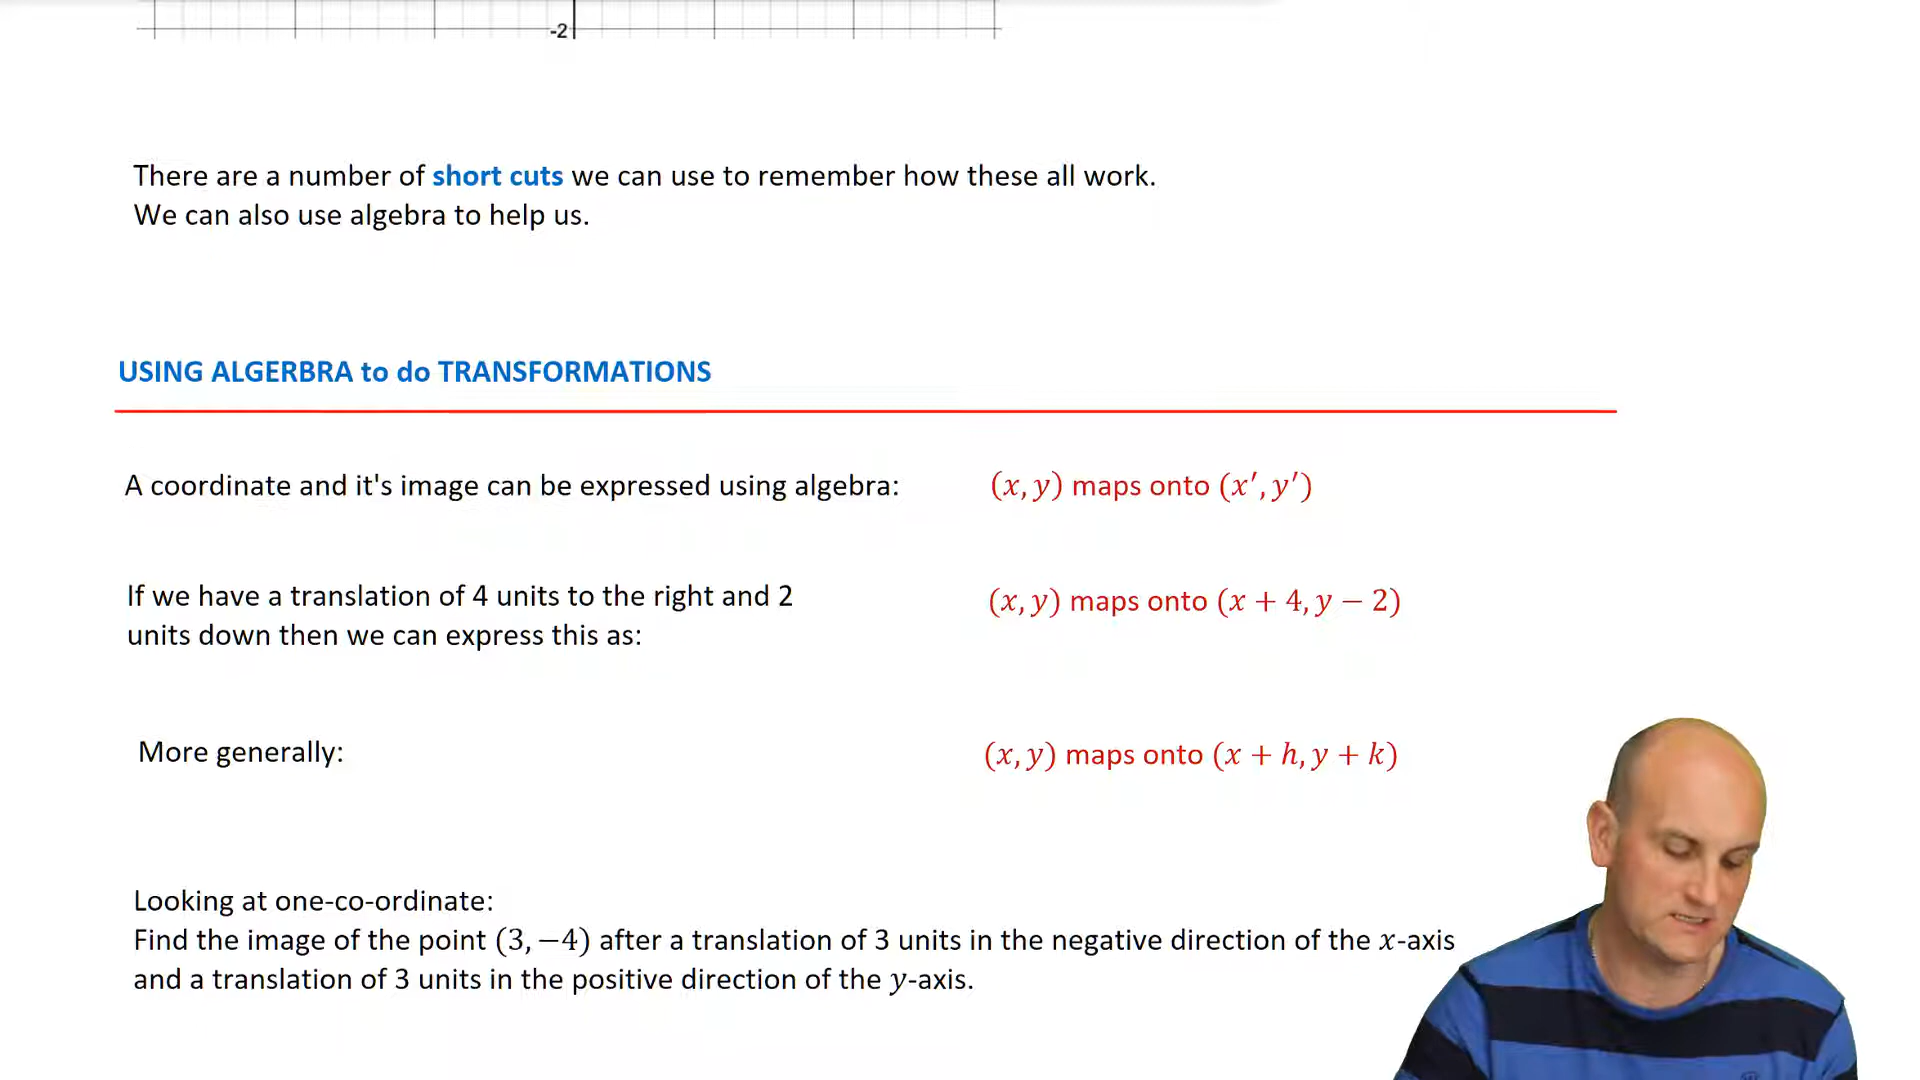 -2
There are a number of short cuts we can use to remember how these all work.
We can also use algebra to help us.
USING ALGERBRA to do TRANSFORMATIONS
A coordinate and it's image can be expressed using algebra: (x, y) maps onto (x′, y′)
If we have a translation of 4 units to the right and 2
units down then we can express this as:
(x, y) maps onto (x + 4, y − 2)
More generally: (x, y) maps onto (x + h, y + k)
Looking at one-co-ordinate:
Find the image of the point (3, −4) after a translation of 3 units in the negative direction of the x-axis
and a translation of 3 units in the positive direction of the y-axis.